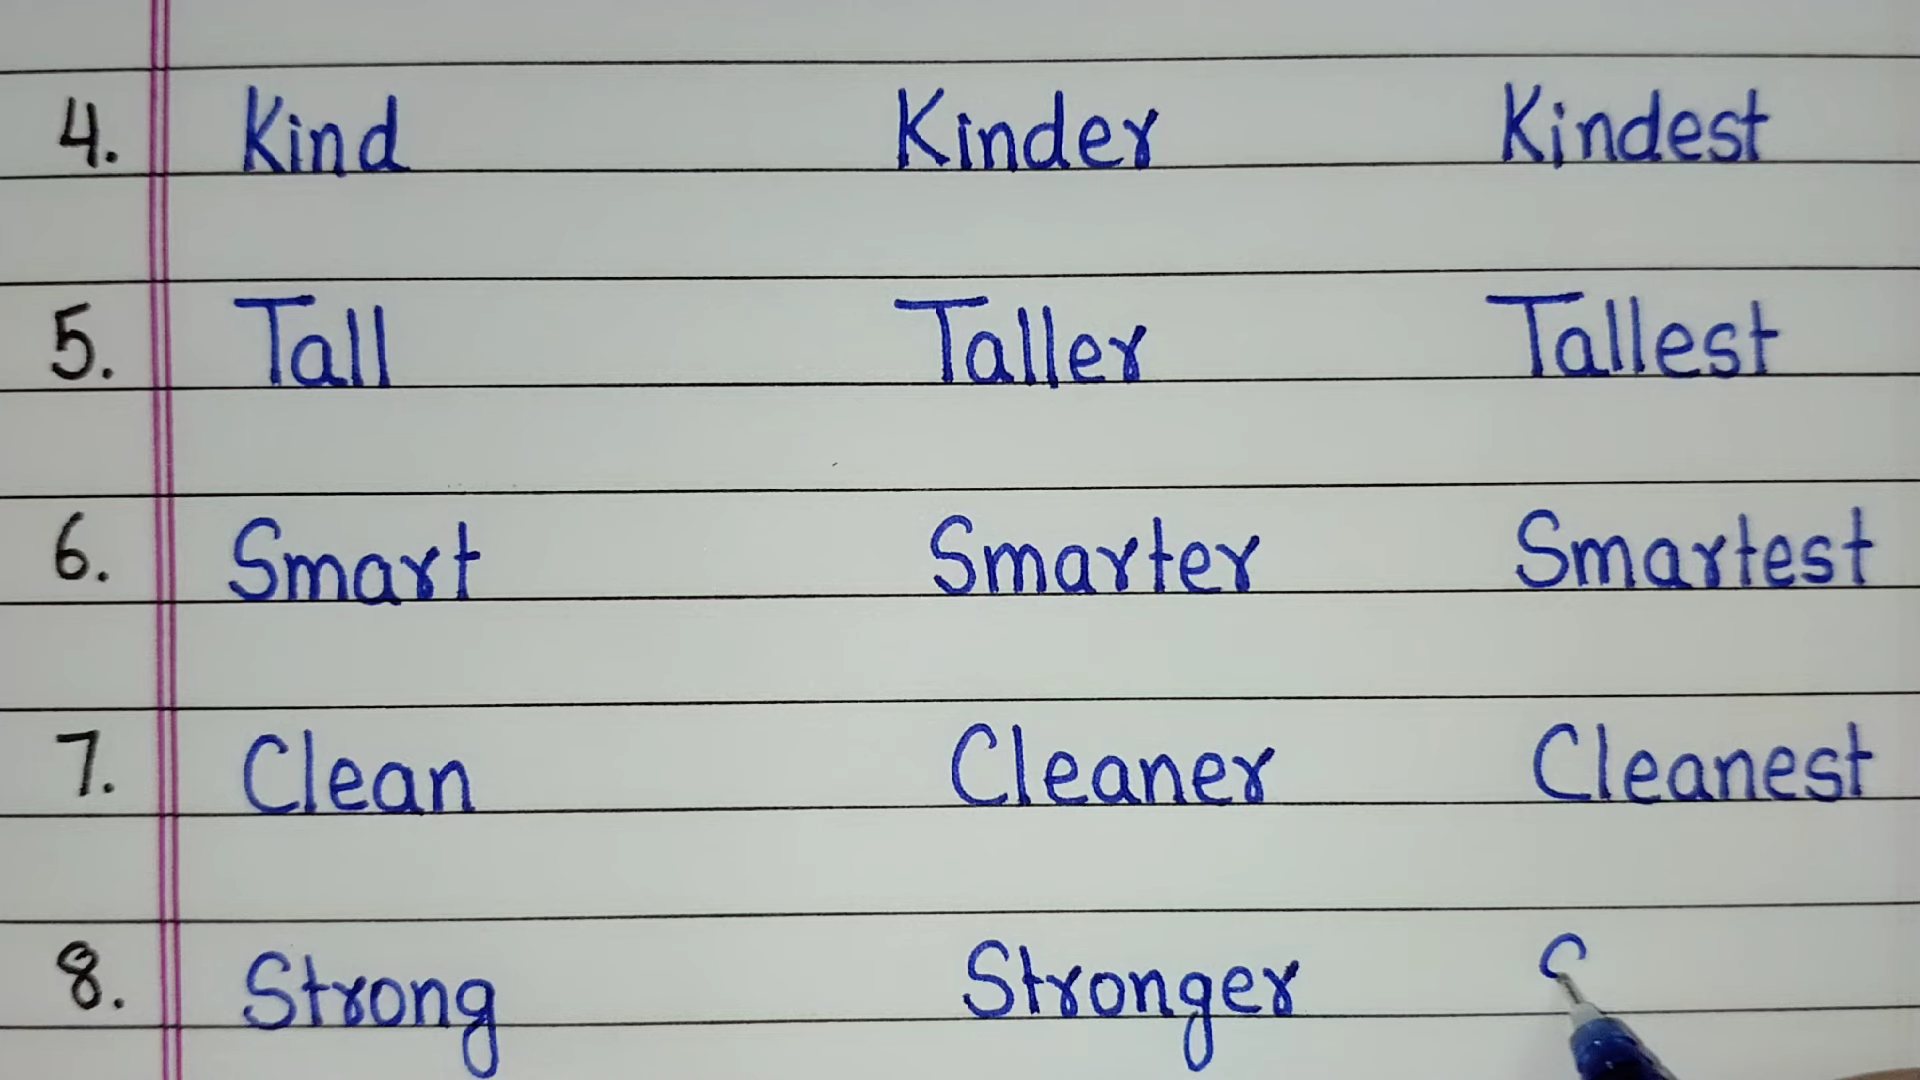 4. Kind Kinder Kindest
5. Tall Taller Tallest
6. Smart Smarter Smartest
7. Clean Cleaner Cleanest
8. Strong Stronger